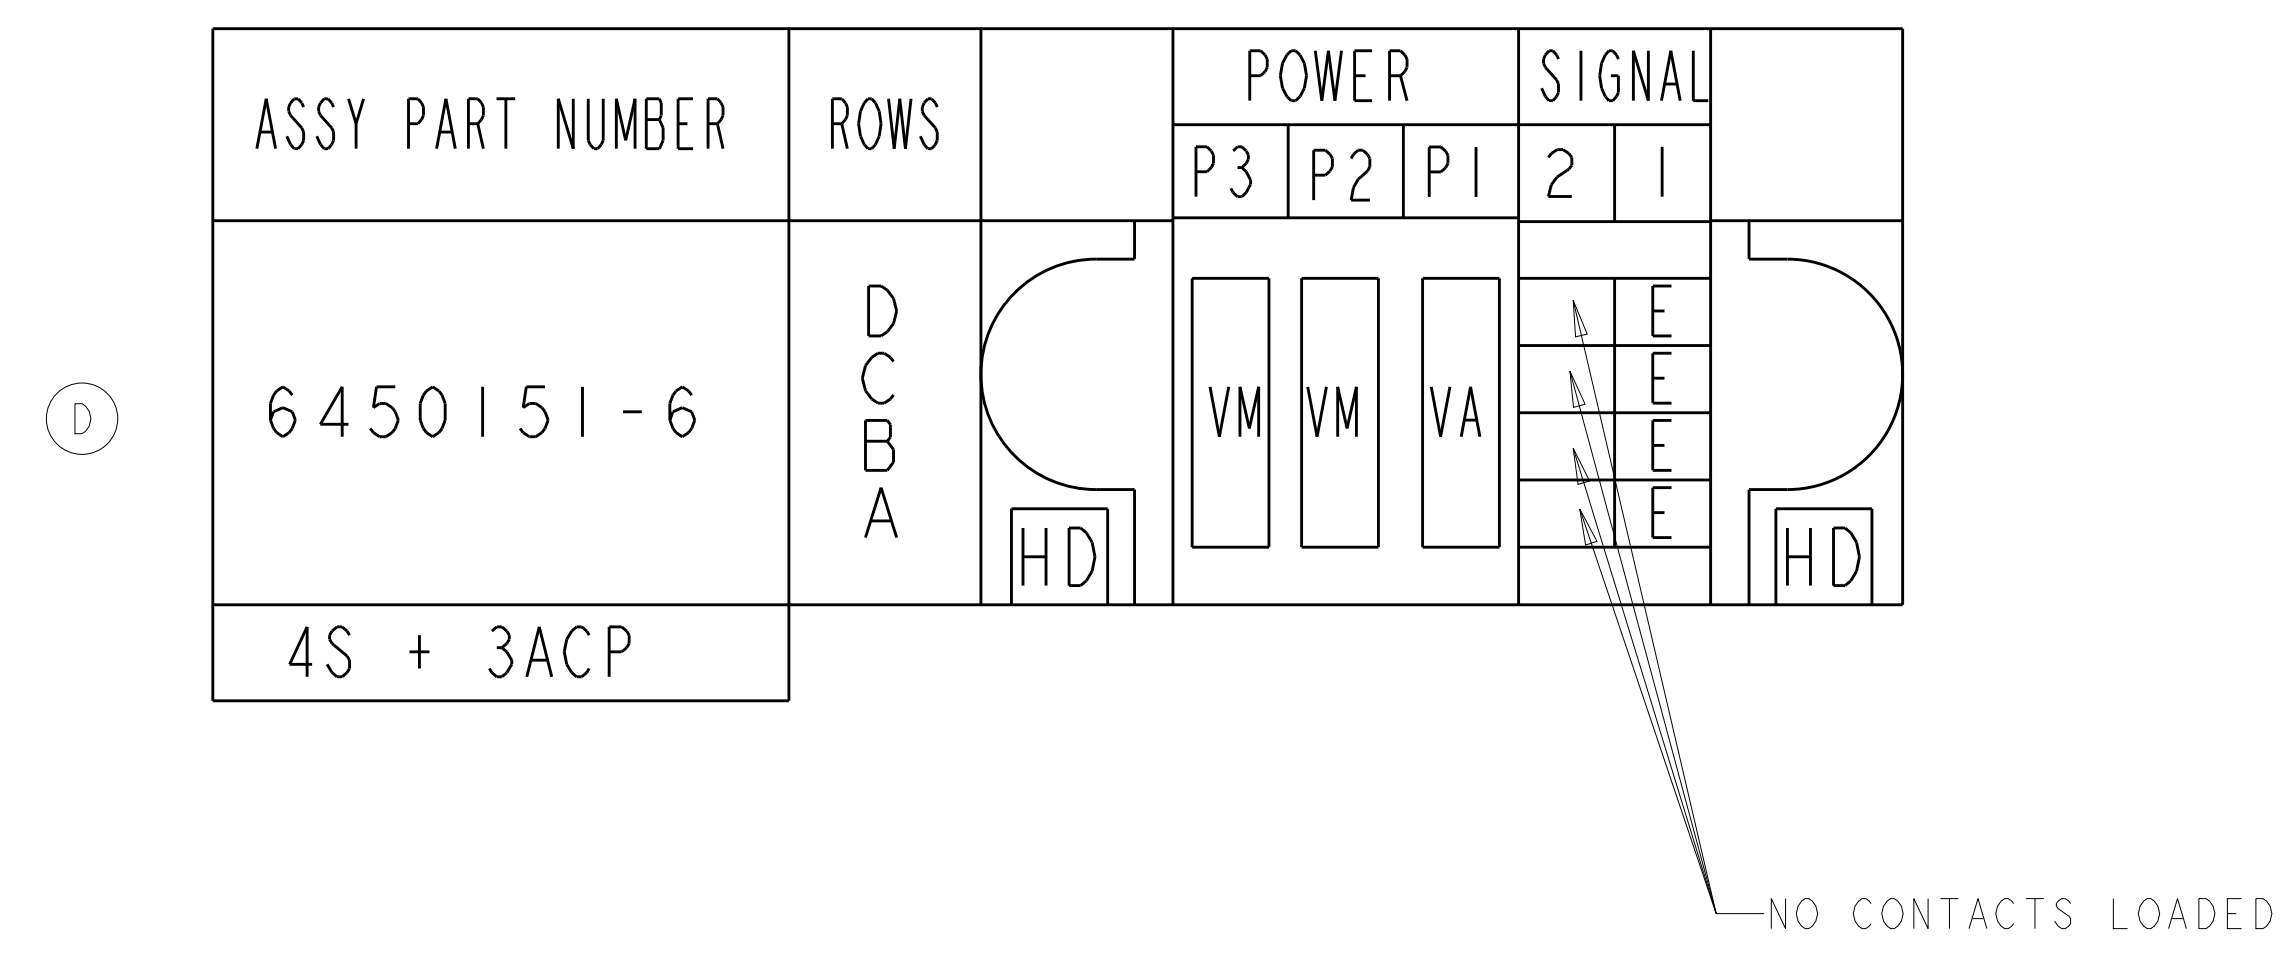 ASSY PART NUMBER ROWS POWER SIGNAL
P3 P2 P1 2 1
D E
C E
D 6450151-6 B VM VM VA E
A E
HD HD
4S + 3ACP
NO CONTACTS LOADED